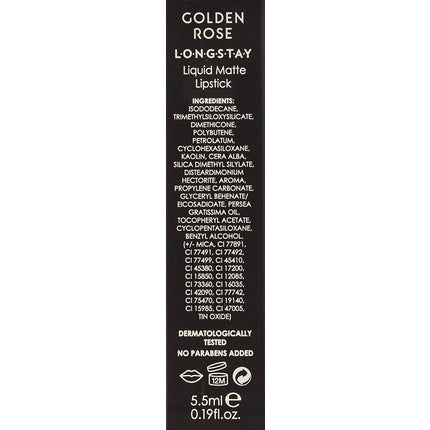 GOLDEN
ROSE
L•O•N•G•S•T•A•Y
Liquid Matte
Lipstick
INGREDIENTS:
ISODODECANE,
TRIMETHYLSILOXYSILICATE,
DIMETHICONE,
POLYBUTENE,
PETROLATUM,
CYCLOHEXASILOXANE,
KAOLIN, CERA ALBA,
SILICA DIMETHYL SILYLATE,
DISTEARDIMONIUM
HECTORITE, AROMA,
PROPYLENE CARBONATE,
GLYCERYL BEHENATE/
EICOSADIOATE, PERSEA
GRATISSIMA OIL,
TOCOPHERYL ACETATE,
CYCLOPENTASILOXANE,
BENZYL ALCOHOL.
(+/- MICA, CI 77891,
CI 77491, CI 77492,
CI 77499, CI 45410,
CI 45380, CI 17200,
CI 15850, CI 12085,
CI 73360, CI 16035,
CI 42090, CI 77742,
CI 75470, CI 19140,
CI 15985, CI 47005,
TIN OXIDE)
DERMATOLOGICALLY
TESTED
NO PARABENS ADDED
12M
5.5ml e
0.19fl.oz.